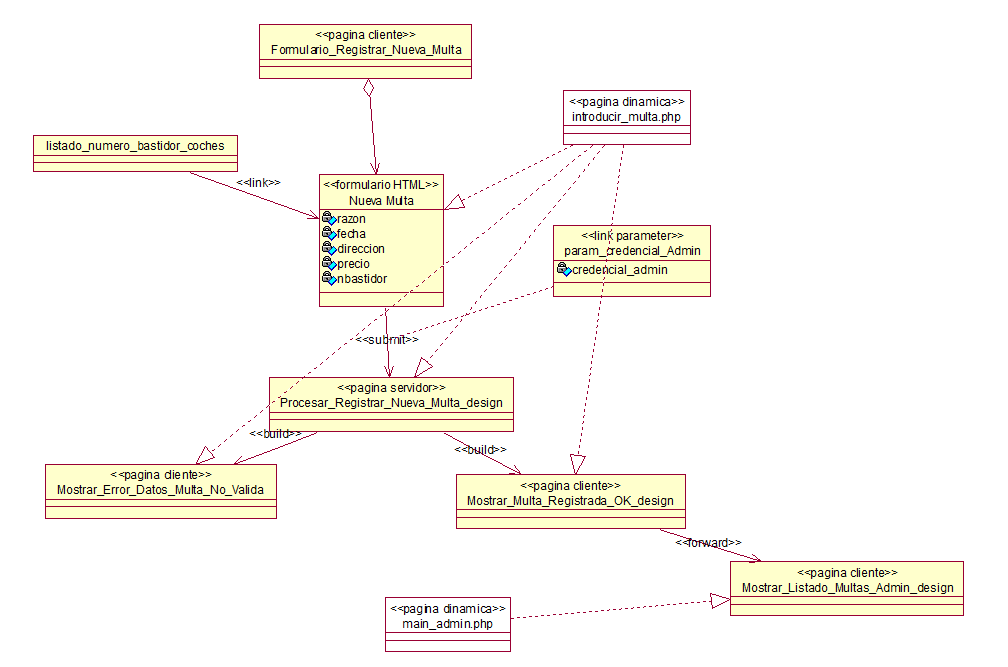 <<pagina cliente>>
Formulario_Registrar_Nueva_Multa
<<pagina dinamica>>
introducir_multa.php
listado_numero_bastidor_coches
<<link>>
<<formulario HTML>>
Nueva Multa
razon
fecha
direccion
precio
nbastidor
<<link parameter>>
param_credencial_Admin
credencial_admin
<<submit>>
<<pagina servidor>>
Procesar_Registrar_Nueva_Multa_design
<<build>>
<<build>>
<<pagina cliente>>
Mostrar_Error_Datos_Multa_No_Valida
<<pagina cliente>>
Mostrar_Multa_Registrada_OK_design
<<forward>>
<<pagina cliente>>
Mostrar_Listado_Multas_Admin_design
<<pagina dinamica>>
main_admin.php